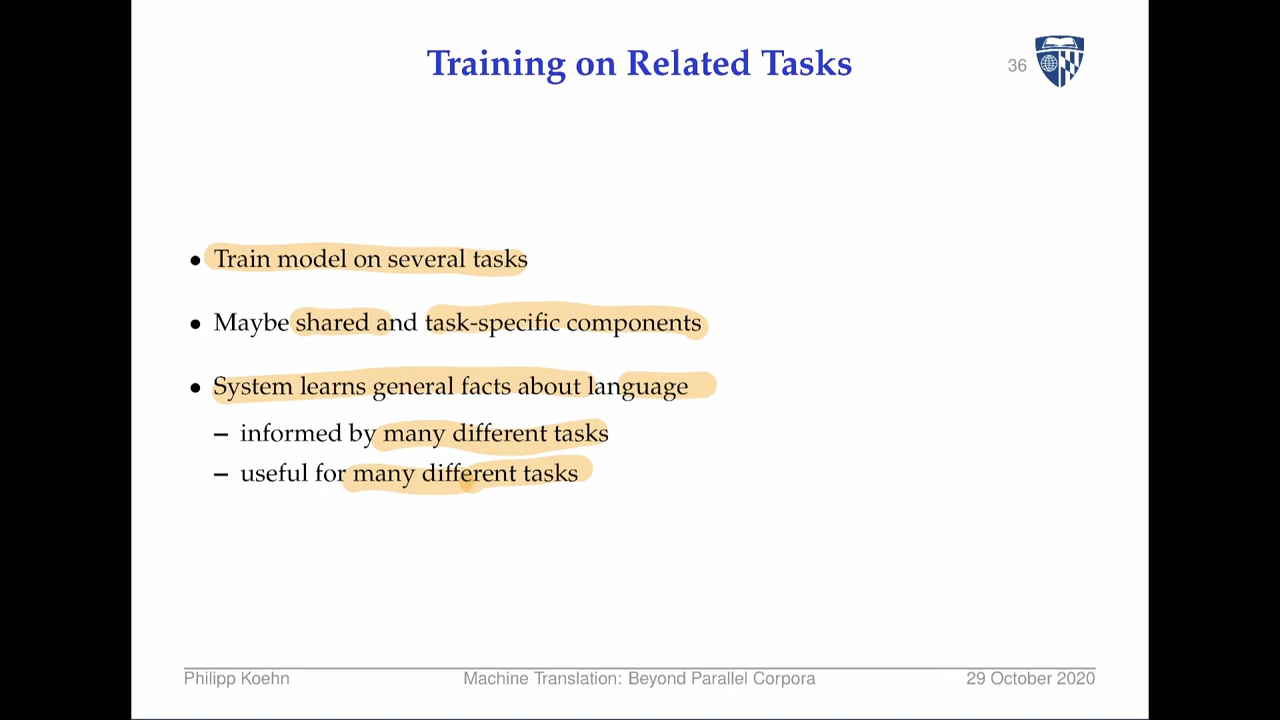 Training on Related Tasks
36
• Train model on several tasks
• Maybe shared and task-specific components
• System learns general facts about language
– informed by many different tasks
– useful for many different tasks
Philipp Koehn Machine Translation: Beyond Parallel Corpora 29 October 2020